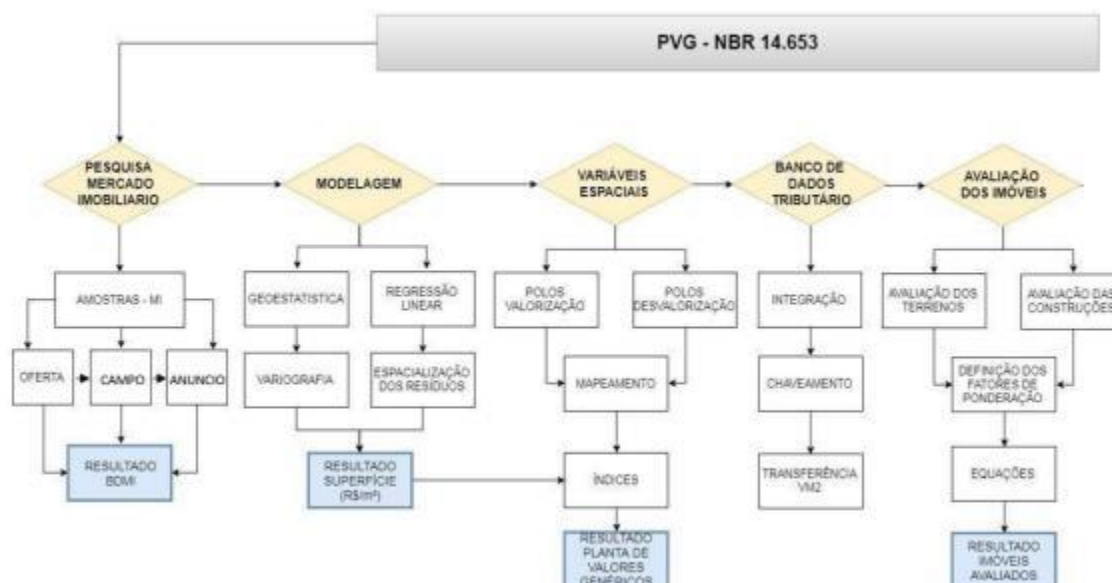 PVG - NBR 14.653
PESQUISA
MERCADO
IMOBILIARIO
MODELAGEM
VARIÁVEIS
ESPACIAIS
BANCO DE
DADOS
TRIBUTÁRIO
AVALIAÇÃO
DOS IMÓVEIS
AMOSTRAS - MI
GEOESTATISTICA
REGRESSÃO
LINEAR
POLOS
VALORIZAÇÃO
POLOS
DESVALORIZAÇÃO
INTEGRAÇÃO
AVALIAÇÃO DOS
TERRENOS
AVALIAÇÃO DAS
CONSTRUÇÕES
OFERTA
CAMPO
ANUNCIO
VARIOGRAFIA
ESPACIALIZAÇÃO
DOS RESÍDUOS
MAPEAMENTO
CHAVEAMENTO
DEFINIÇÃO DOS
FATORES DE
PONDERAÇÃO
RESULTADO
BDMI
RESULTADO
SUPERFÍCIE
(R$/m²)
ÍNDICES
TRANSFERÊNCIA
VM2
EQUAÇÕES
RESULTADO
PLANTA DE
VALORES
GENÉRICOS
RESULTADO
IMÓVEIS
AVALIADOS